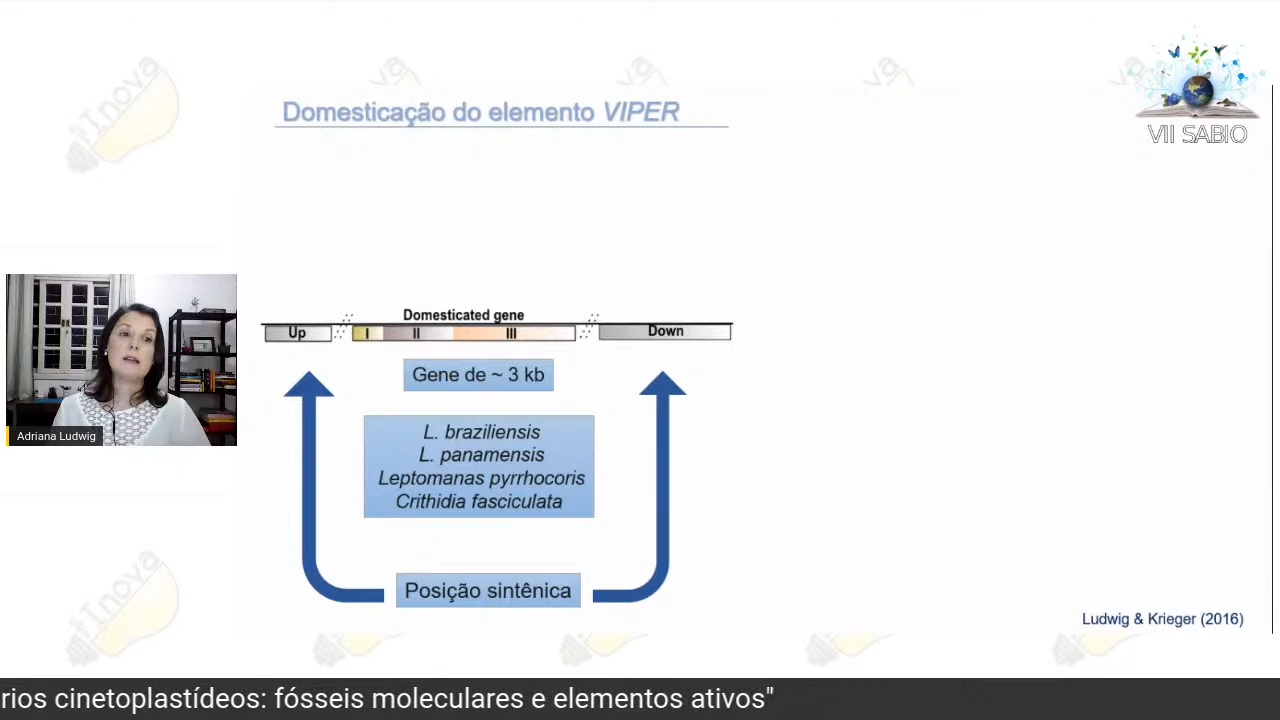 VII SABIO
Domesticação do elemento VIPER
Domesticated gene
Up
I
II
III
Down
Gene de ~ 3 kb
L. braziliensis
L. panamensis
Leptomanas pyrrhocoris
Crithidia fasciculata
Posição sintênica
Adriana Ludwig
Ludwig & Krieger (2016)
rios cinetoplastídeos: fósseis moleculares e elementos ativos"